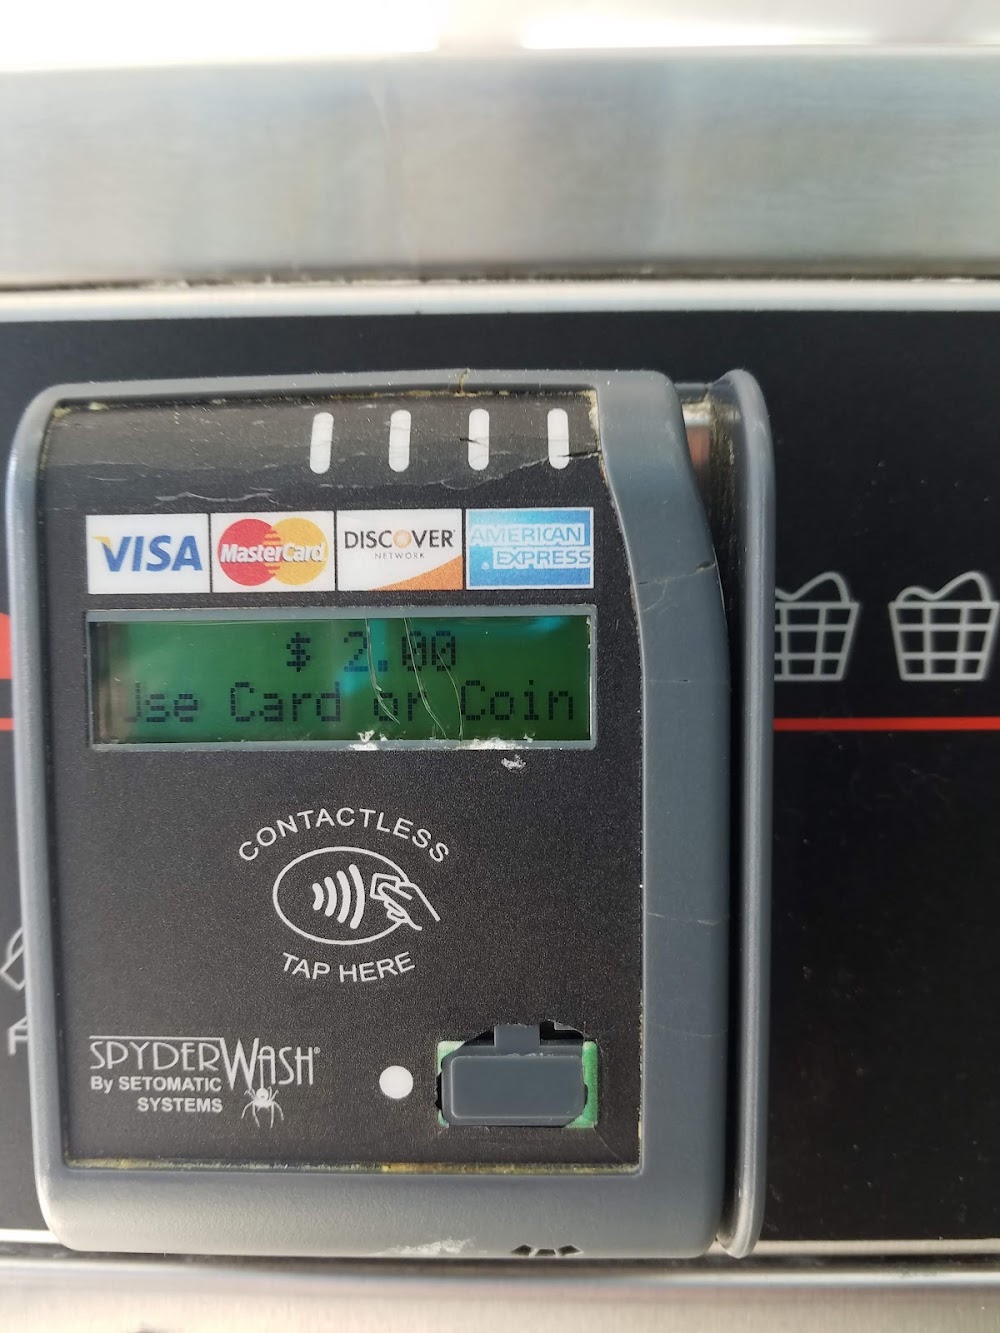 VISA MasterCard DISCOVER AMERICAN
NETWORK EXPRESS
$ 2.00
Use Card or Coin
CONTACTLESS
TAP HERE
SPYDERWASH®
By SETOMATIC
SYSTEMS